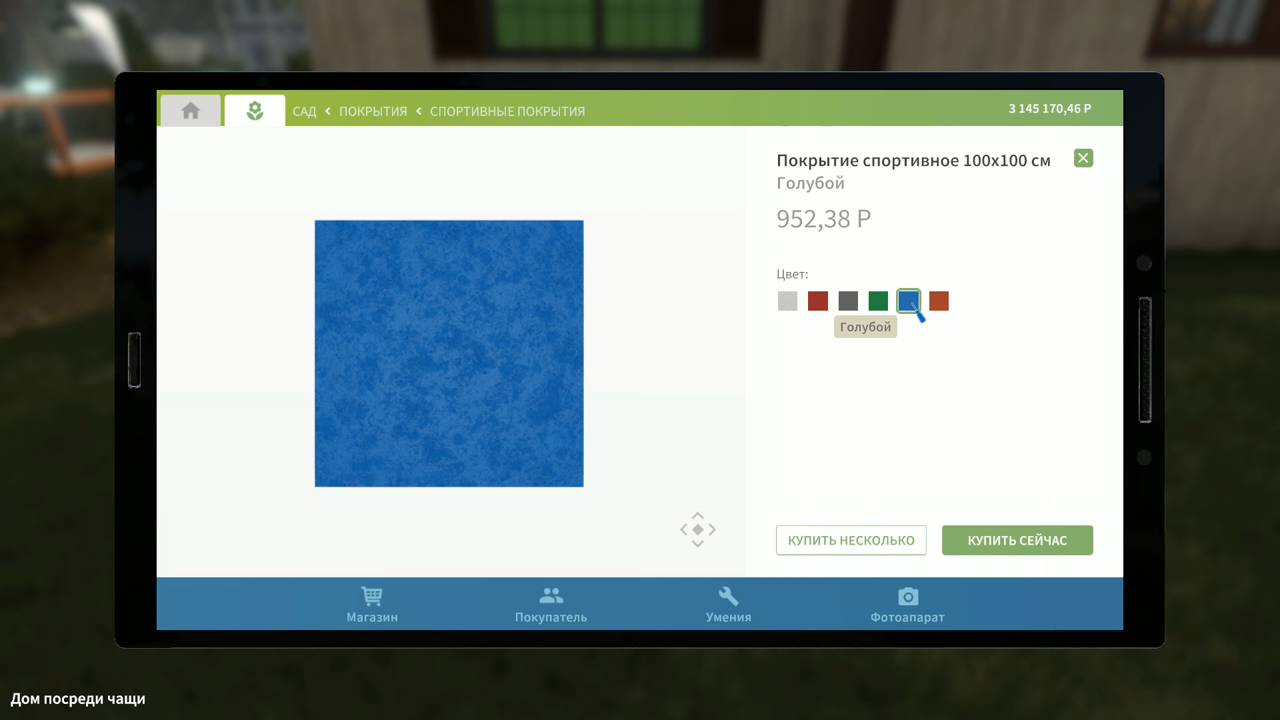 САД ‹ ПОКРЫТИЯ ‹ СПОРТИВНЫЕ ПОКРЫТИЯ
3 145 170,46 Р
Покрытие спортивное 100x100 см
Голубой
952,38 Р
Цвет:
Голубой
КУПИТЬ НЕСКОЛЬКО
КУПИТЬ СЕЙЧАС
Магазин
Покупатель
Умения
Фотоапарат
Дом посреди чащи